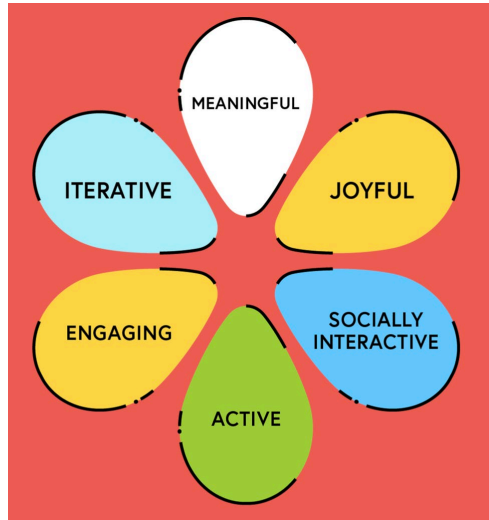 MEANINGFUL
ITERATIVE
JOYFUL
ENGAGING
SOCIALLY
INTERACTIVE
ACTIVE